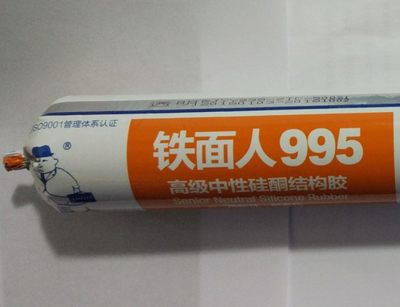 ISO9001管理体系认证
®
铁面人995
高级中性硅酮结构胶
Senior Neutral Silicone Rubber